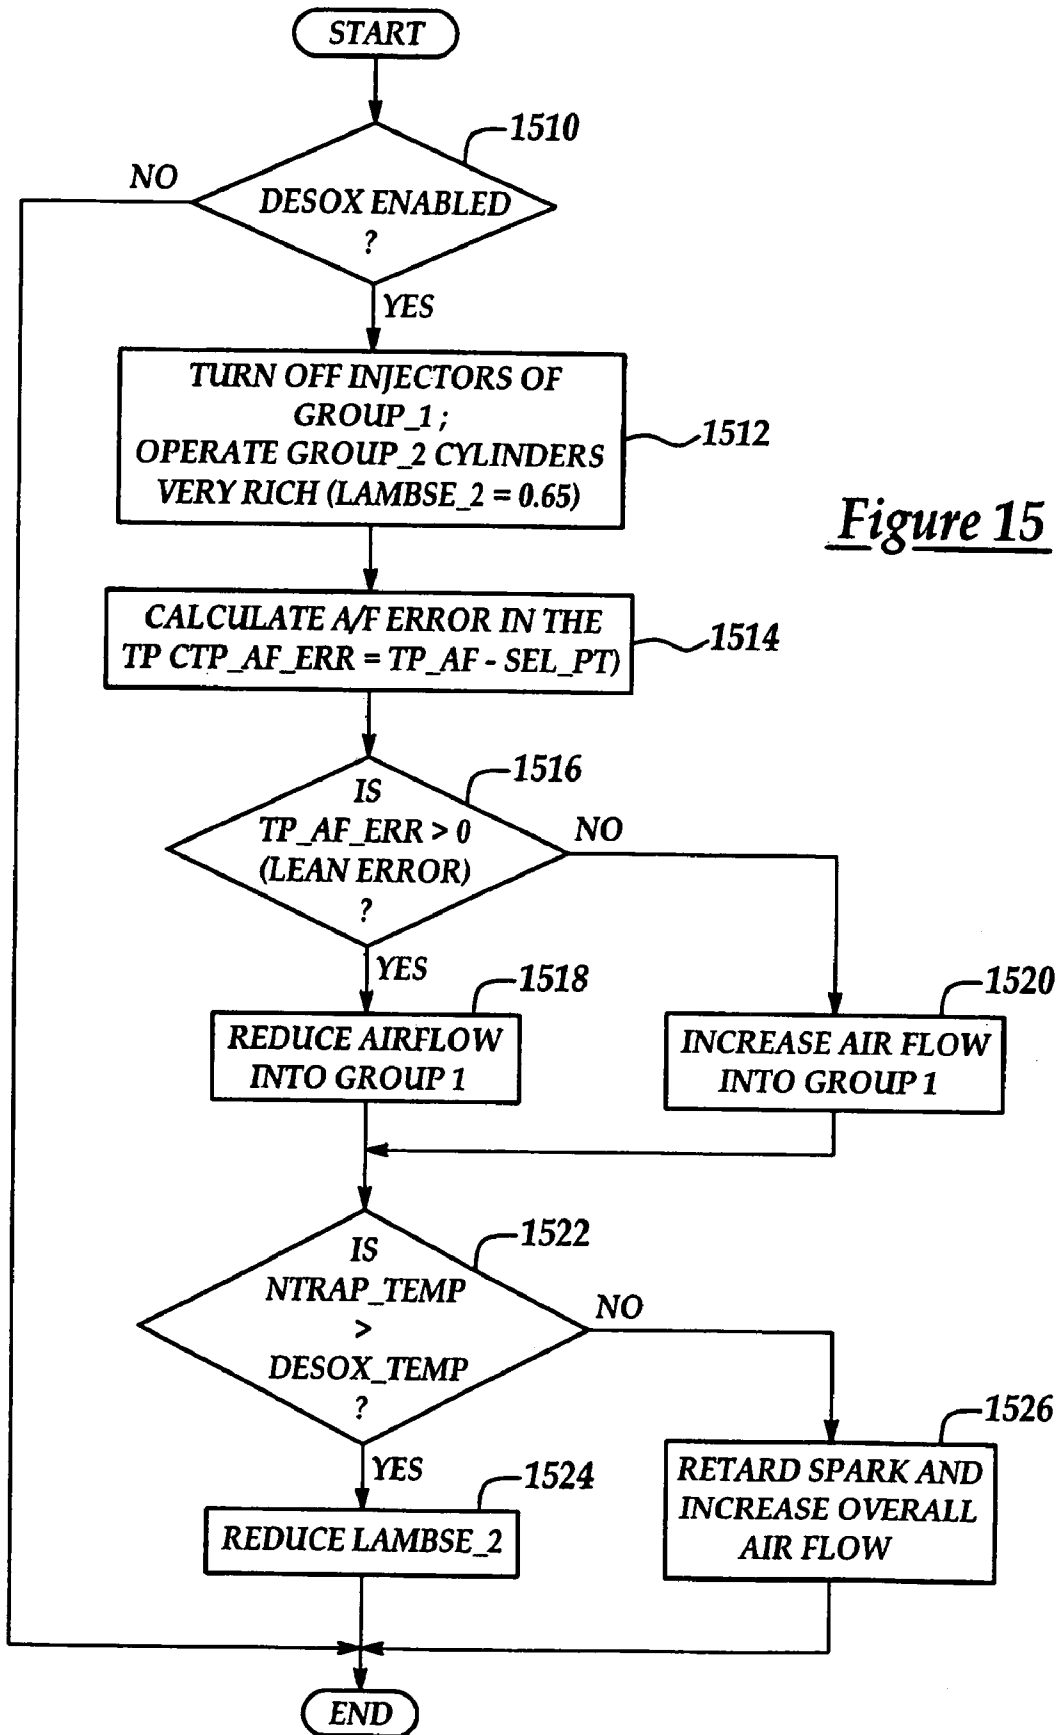 START
1510
NO
DESOX ENABLED
?
YES
TURN OFF INJECTORS OF
GROUP_1 ;
OPERATE GROUP_2 CYLINDERS
VERY RICH (LAMBSE_2 = 0.65)
1512
Figure 15
CALCULATE A/F ERROR IN THE
TP CTP_AF_ERR = TP_AF - SEL_PT)
1514
1516
IS
TP_AF_ERR > 0
(LEAN ERROR)
?
NO
YES
1518
REDUCE AIRFLOW
INTO GROUP 1
1520
INCREASE AIR FLOW
INTO GROUP 1
1522
IS
NTRAP_TEMP
>
DESOX_TEMP
?
NO
YES
1524
REDUCE LAMBSE_2
1526
RETARD SPARK AND
INCREASE OVERALL
AIR FLOW
END